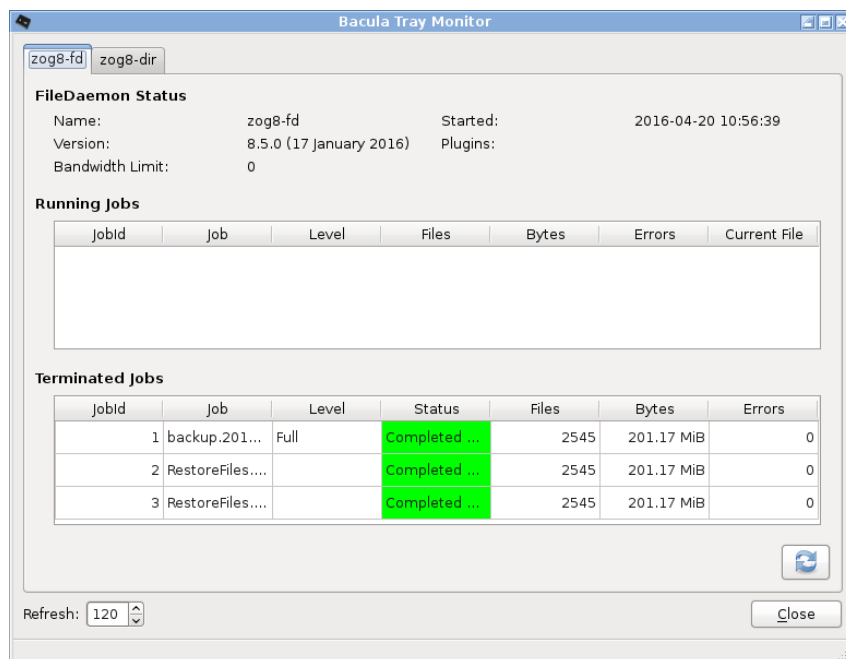 Bacula Tray Monitor
zog8-fd zog8-dir
FileDaemon Status
Name: zog8-fd Started: 2016-04-20 10:56:39
Version: 8.5.0 (17 January 2016) Plugins:
Bandwidth Limit: 0
Running Jobs
JobId Job Level Files Bytes Errors Current File
Terminated Jobs
JobId Job Level Status Files Bytes Errors
1 backup.201... Full Completed ... 2545 201.17 MiB 0
2 RestoreFiles.... Completed ... 2545 201.17 MiB 0
3 RestoreFiles.... Completed ... 2545 201.17 MiB 0
Refresh: 120 Close